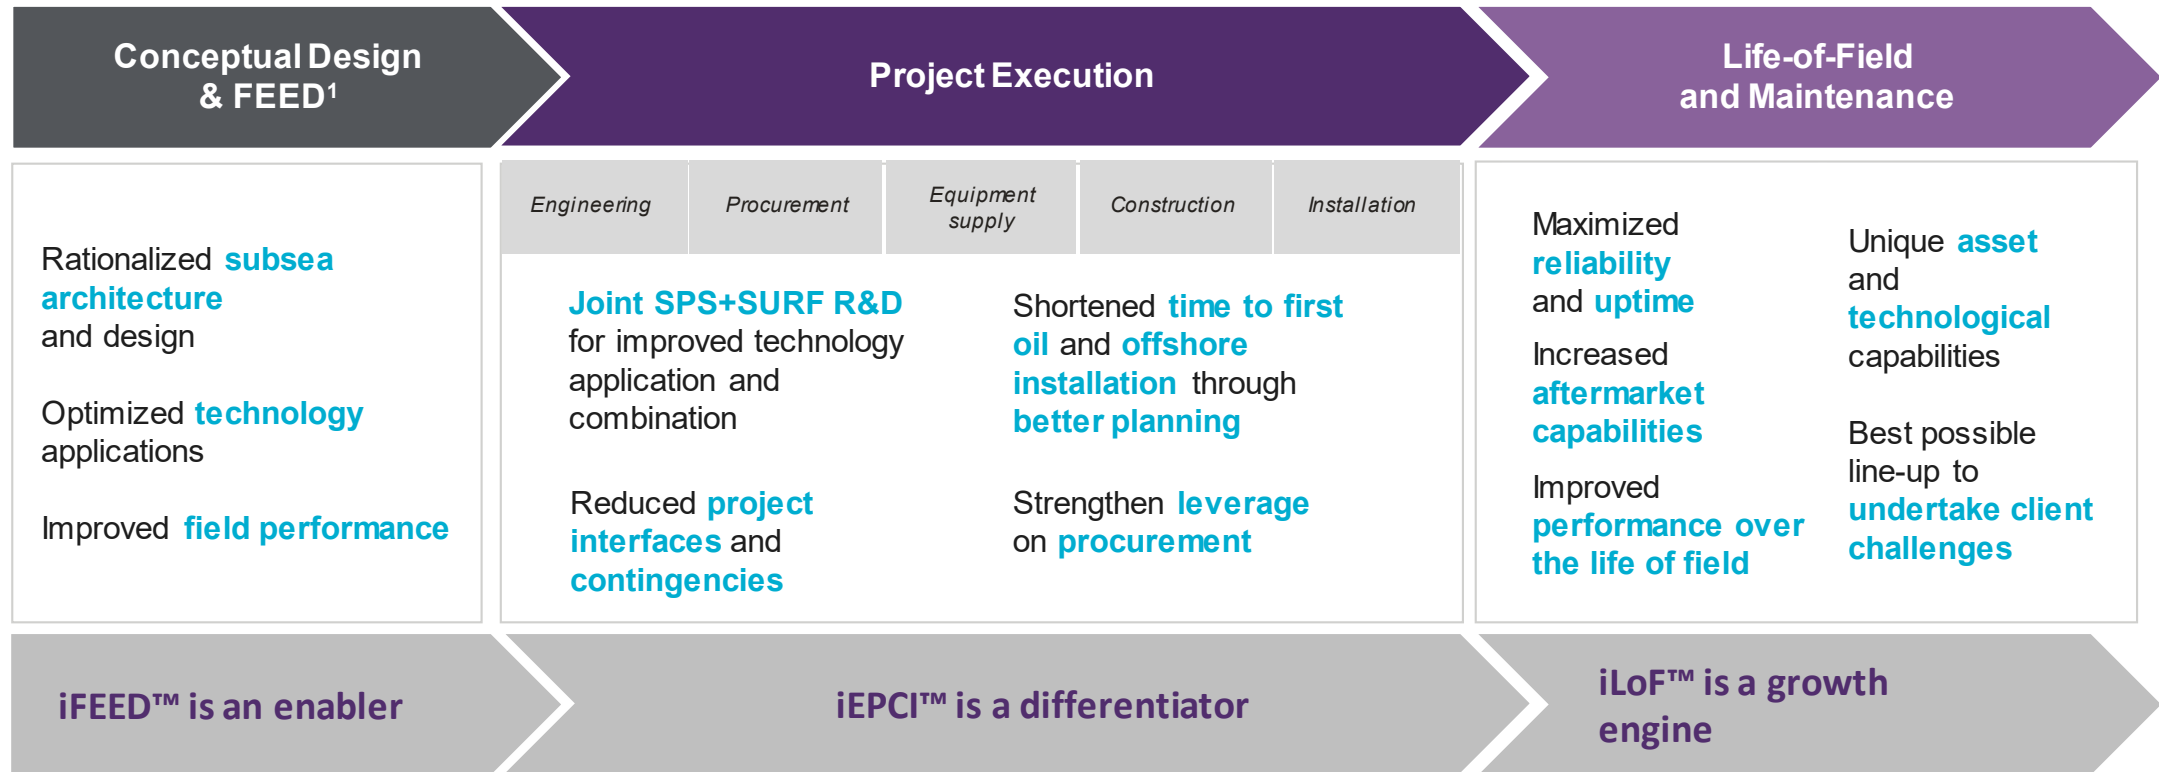 Conceptual Design
& FEED¹
Project Execution
Life-of-Field
and Maintenance
Rationalized subsea
architecture
and design
Optimized technology
applications
Improved field performance
Engineering
Procurement
Equipment
supply
Construction
Installation
Joint SPS+SURF R&D
for improved technology
application and
combination
Reduced project
interfaces and
contingencies
Shortened time to first
oil and offshore
installation through
better planning
Strengthen leverage
on procurement
Maximized
reliability
and uptime
Increased
aftermarket
capabilities
Improved
performance over
the life of field
Unique asset
and
technological
capabilities
Best possible
line-up to
undertake client
challenges
iFEED™ is an enabler
iEPCI™ is a differentiator
iLoF™ is a growth
engine